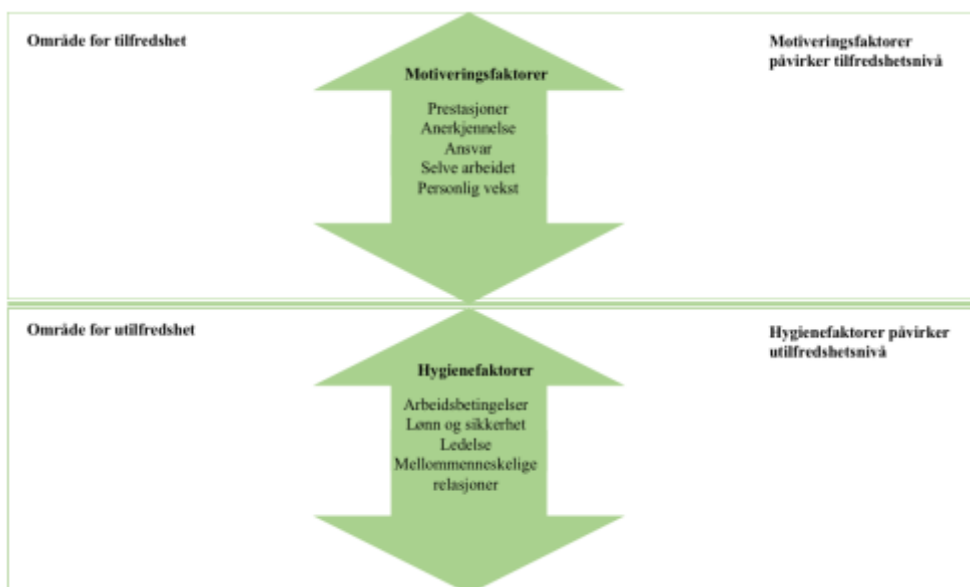 Område for tilfredshet
Motiveringsfaktorer
påvirker tilfredshetsnivå
Motiveringsfaktorer
Prestasjoner
Anerkjennelse
Ansvar
Selve arbeidet
Personlig vekst
Område for utilfredshet
Hygienefaktorer påvirker
utilfredshetsnivå
Hygienefaktorer
Arbeidsbetingelser
Lønn og sikkerhet
Ledelse
Mellommenneskelige
relasjoner